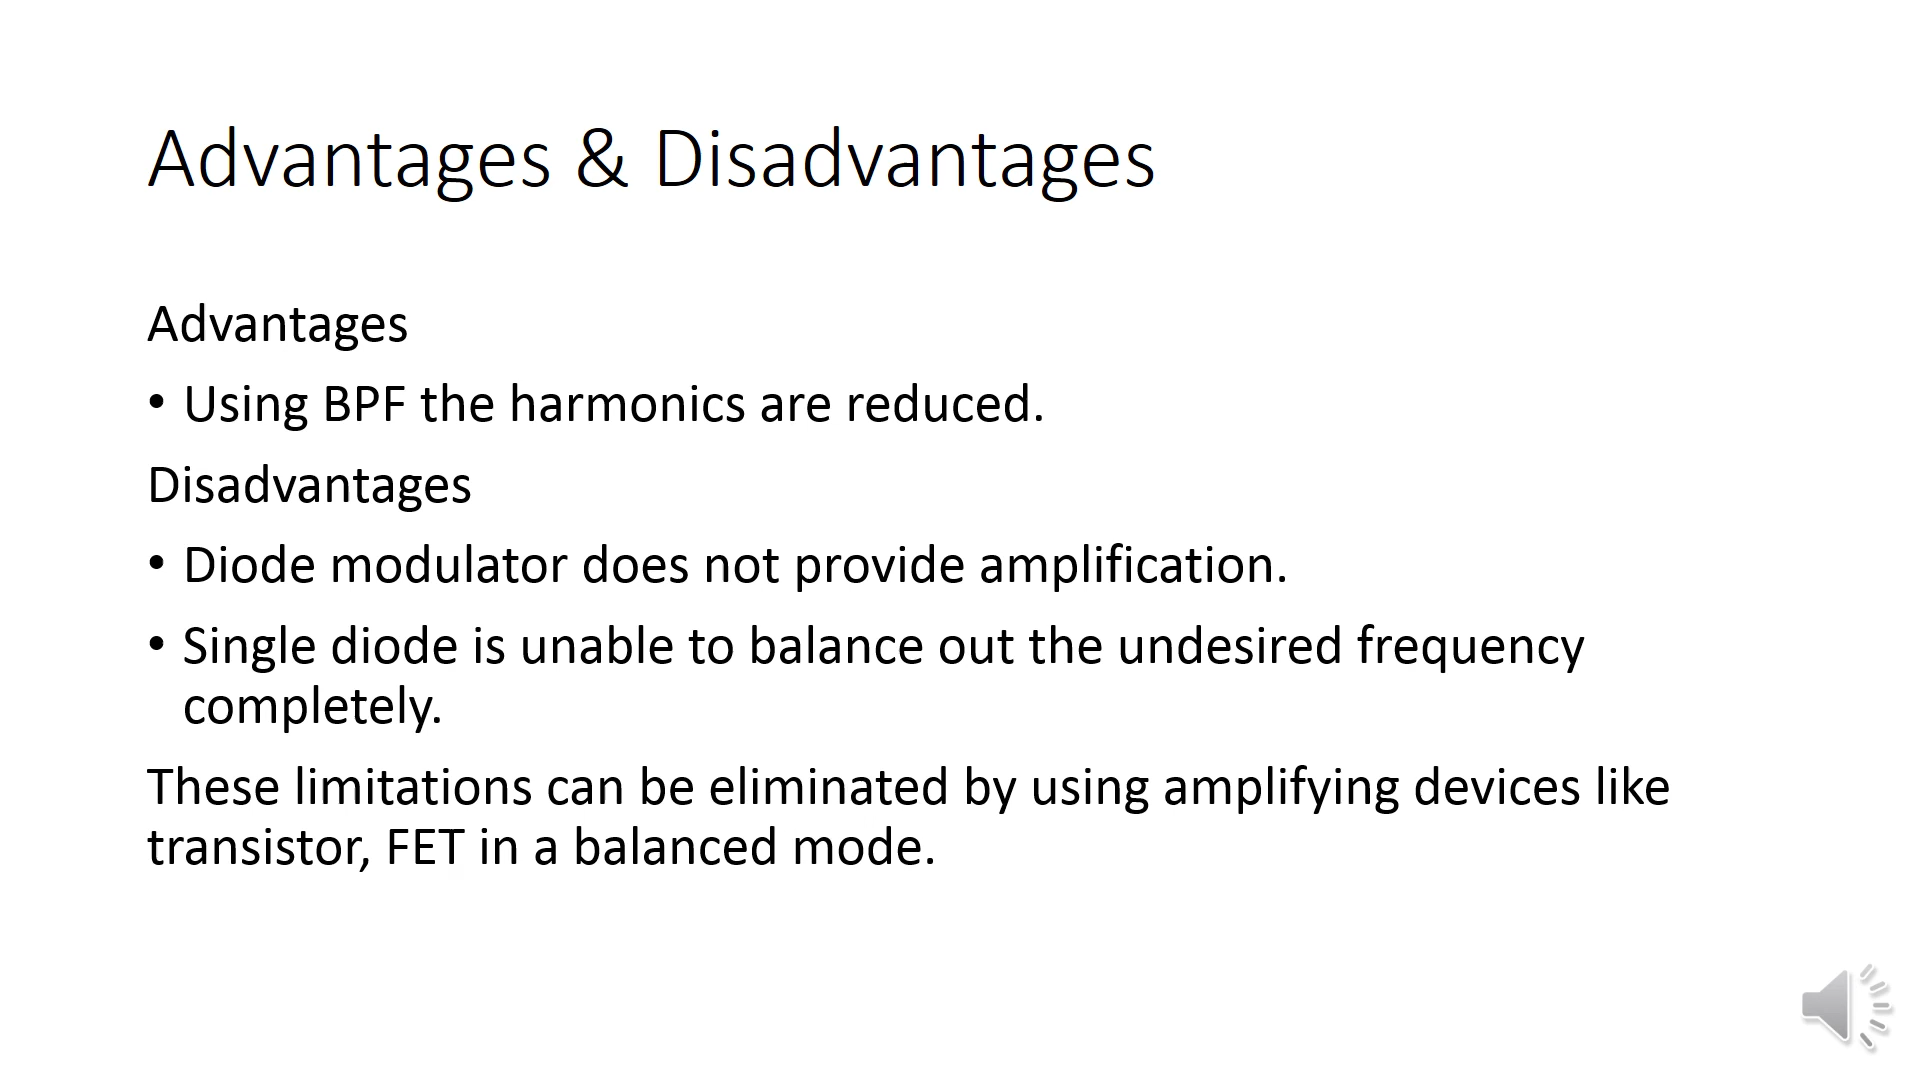 Advantages & Disadvantages
Advantages
• Using BPF the harmonics are reduced.
Disadvantages
• Diode modulator does not provide amplification.
• Single diode is unable to balance out the undesired frequency
completely.
These limitations can be eliminated by using amplifying devices like
transistor, FET in a balanced mode.